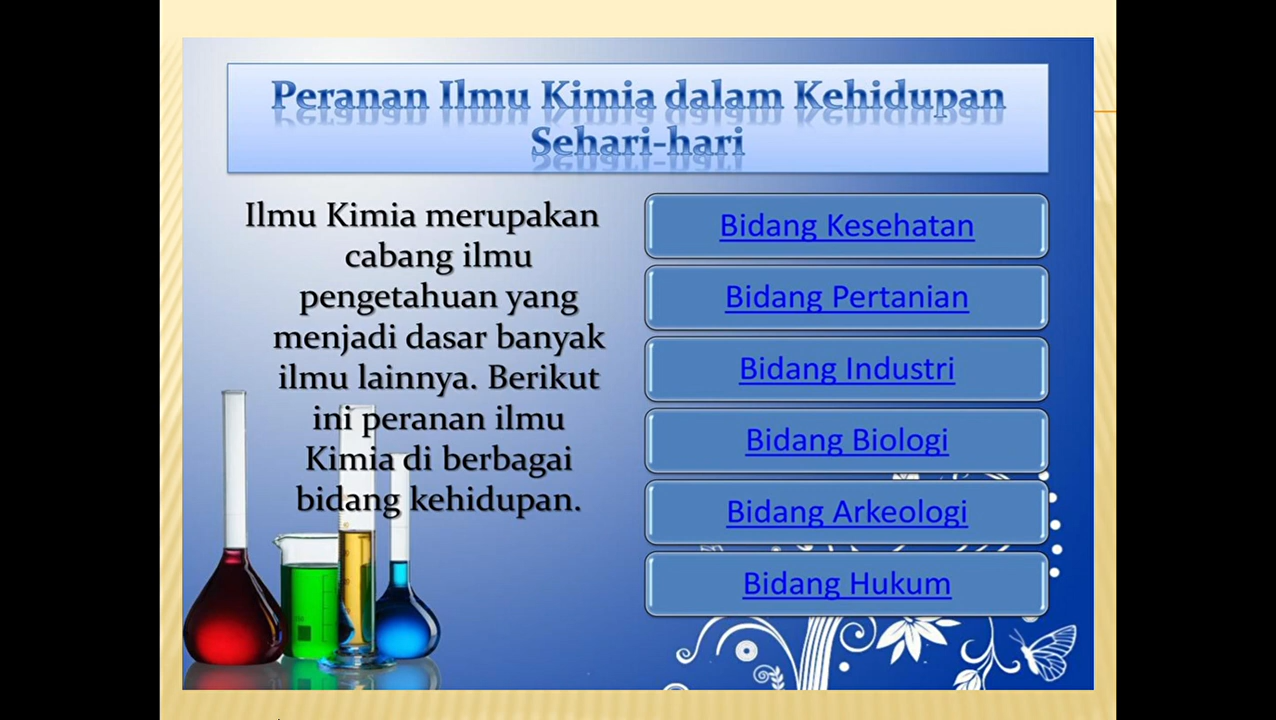 Peranan Ilmu Kimia dalam Kehidupan
Sehari-hari
Ilmu Kimia merupakan
cabang ilmu
pengetahuan yang
menjadi dasar banyak
ilmu lainnya. Berikut
ini peranan ilmu
Kimia di berbagai
bidang kehidupan.
Bidang Kesehatan
Bidang Pertanian
Bidang Industri
Bidang Biologi
Bidang Arkeologi
Bidang Hukum